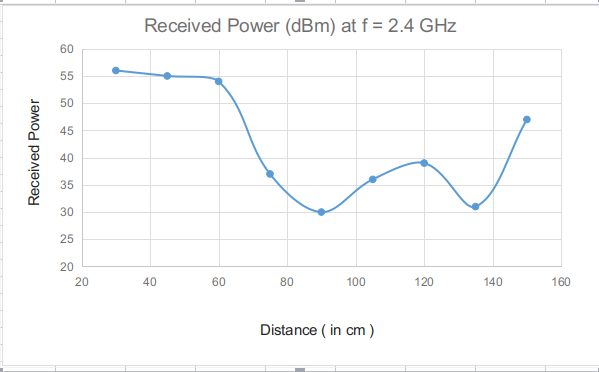 Received Power (dBm) at f = 2.4 GHz
60
55
50
45
40
35
30
25
20
Received Power
20 40 60 80 100 120 140 160
Distance ( in cm )